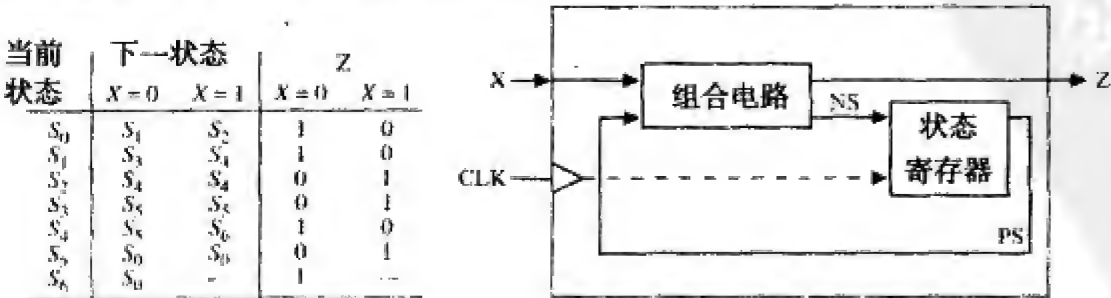 当前 下一状态 Z
状态 X=0 X=1 X=0 X=1
S₀ S₁ S₂ 1 0
S₁ S₃ S₄ 1 0
S₂ S₄ S₄ 0 1
S₃ S₅ S₅ 0 1
S₄ S₅ S₆ 1 0
S₅ S₀ S₀ 0 1
S₆ S₀ - 1 -
X
组合电路
Z
NS
状态
寄存器
CLK
PS